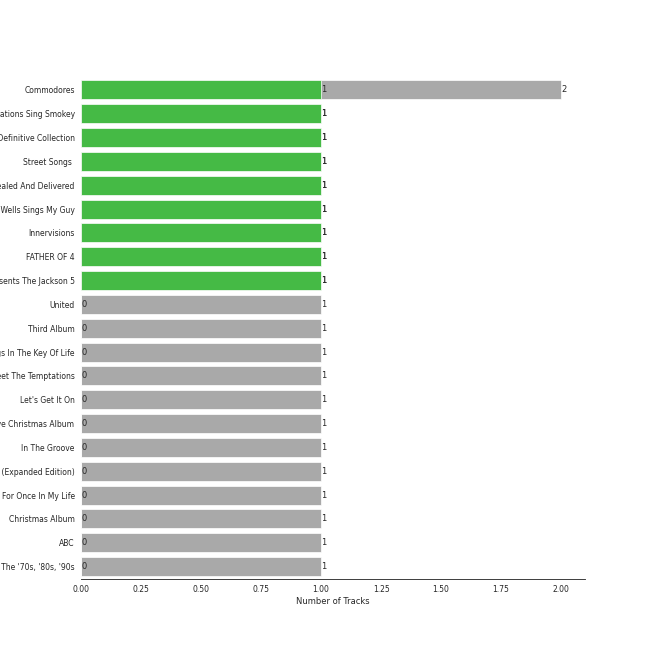 Commodores 1 2
ations Sing Smokey 1
Definitive Collection 1
Street Songs 1
ealed And Delivered 1
Wells Sings My Guy 1
Innervisions 1
FATHER OF 4 1
sents The Jackson 5 1
United 0 1
Third Album 0 1
gs In The Key Of Life 0 1
eet The Temptations 0 1
Let's Get It On 0 1
ve Christmas Album 0 1
In The Groove 0 1
(Expanded Edition) 0 1
For Once In My Life 0 1
Christmas Album 0 1
ABC 0 1
The '70s, '80s, '90s 0 1
0.00 0.25 0.50 0.75 1.00 1.25 1.50 1.75 2.00
Number of Tracks